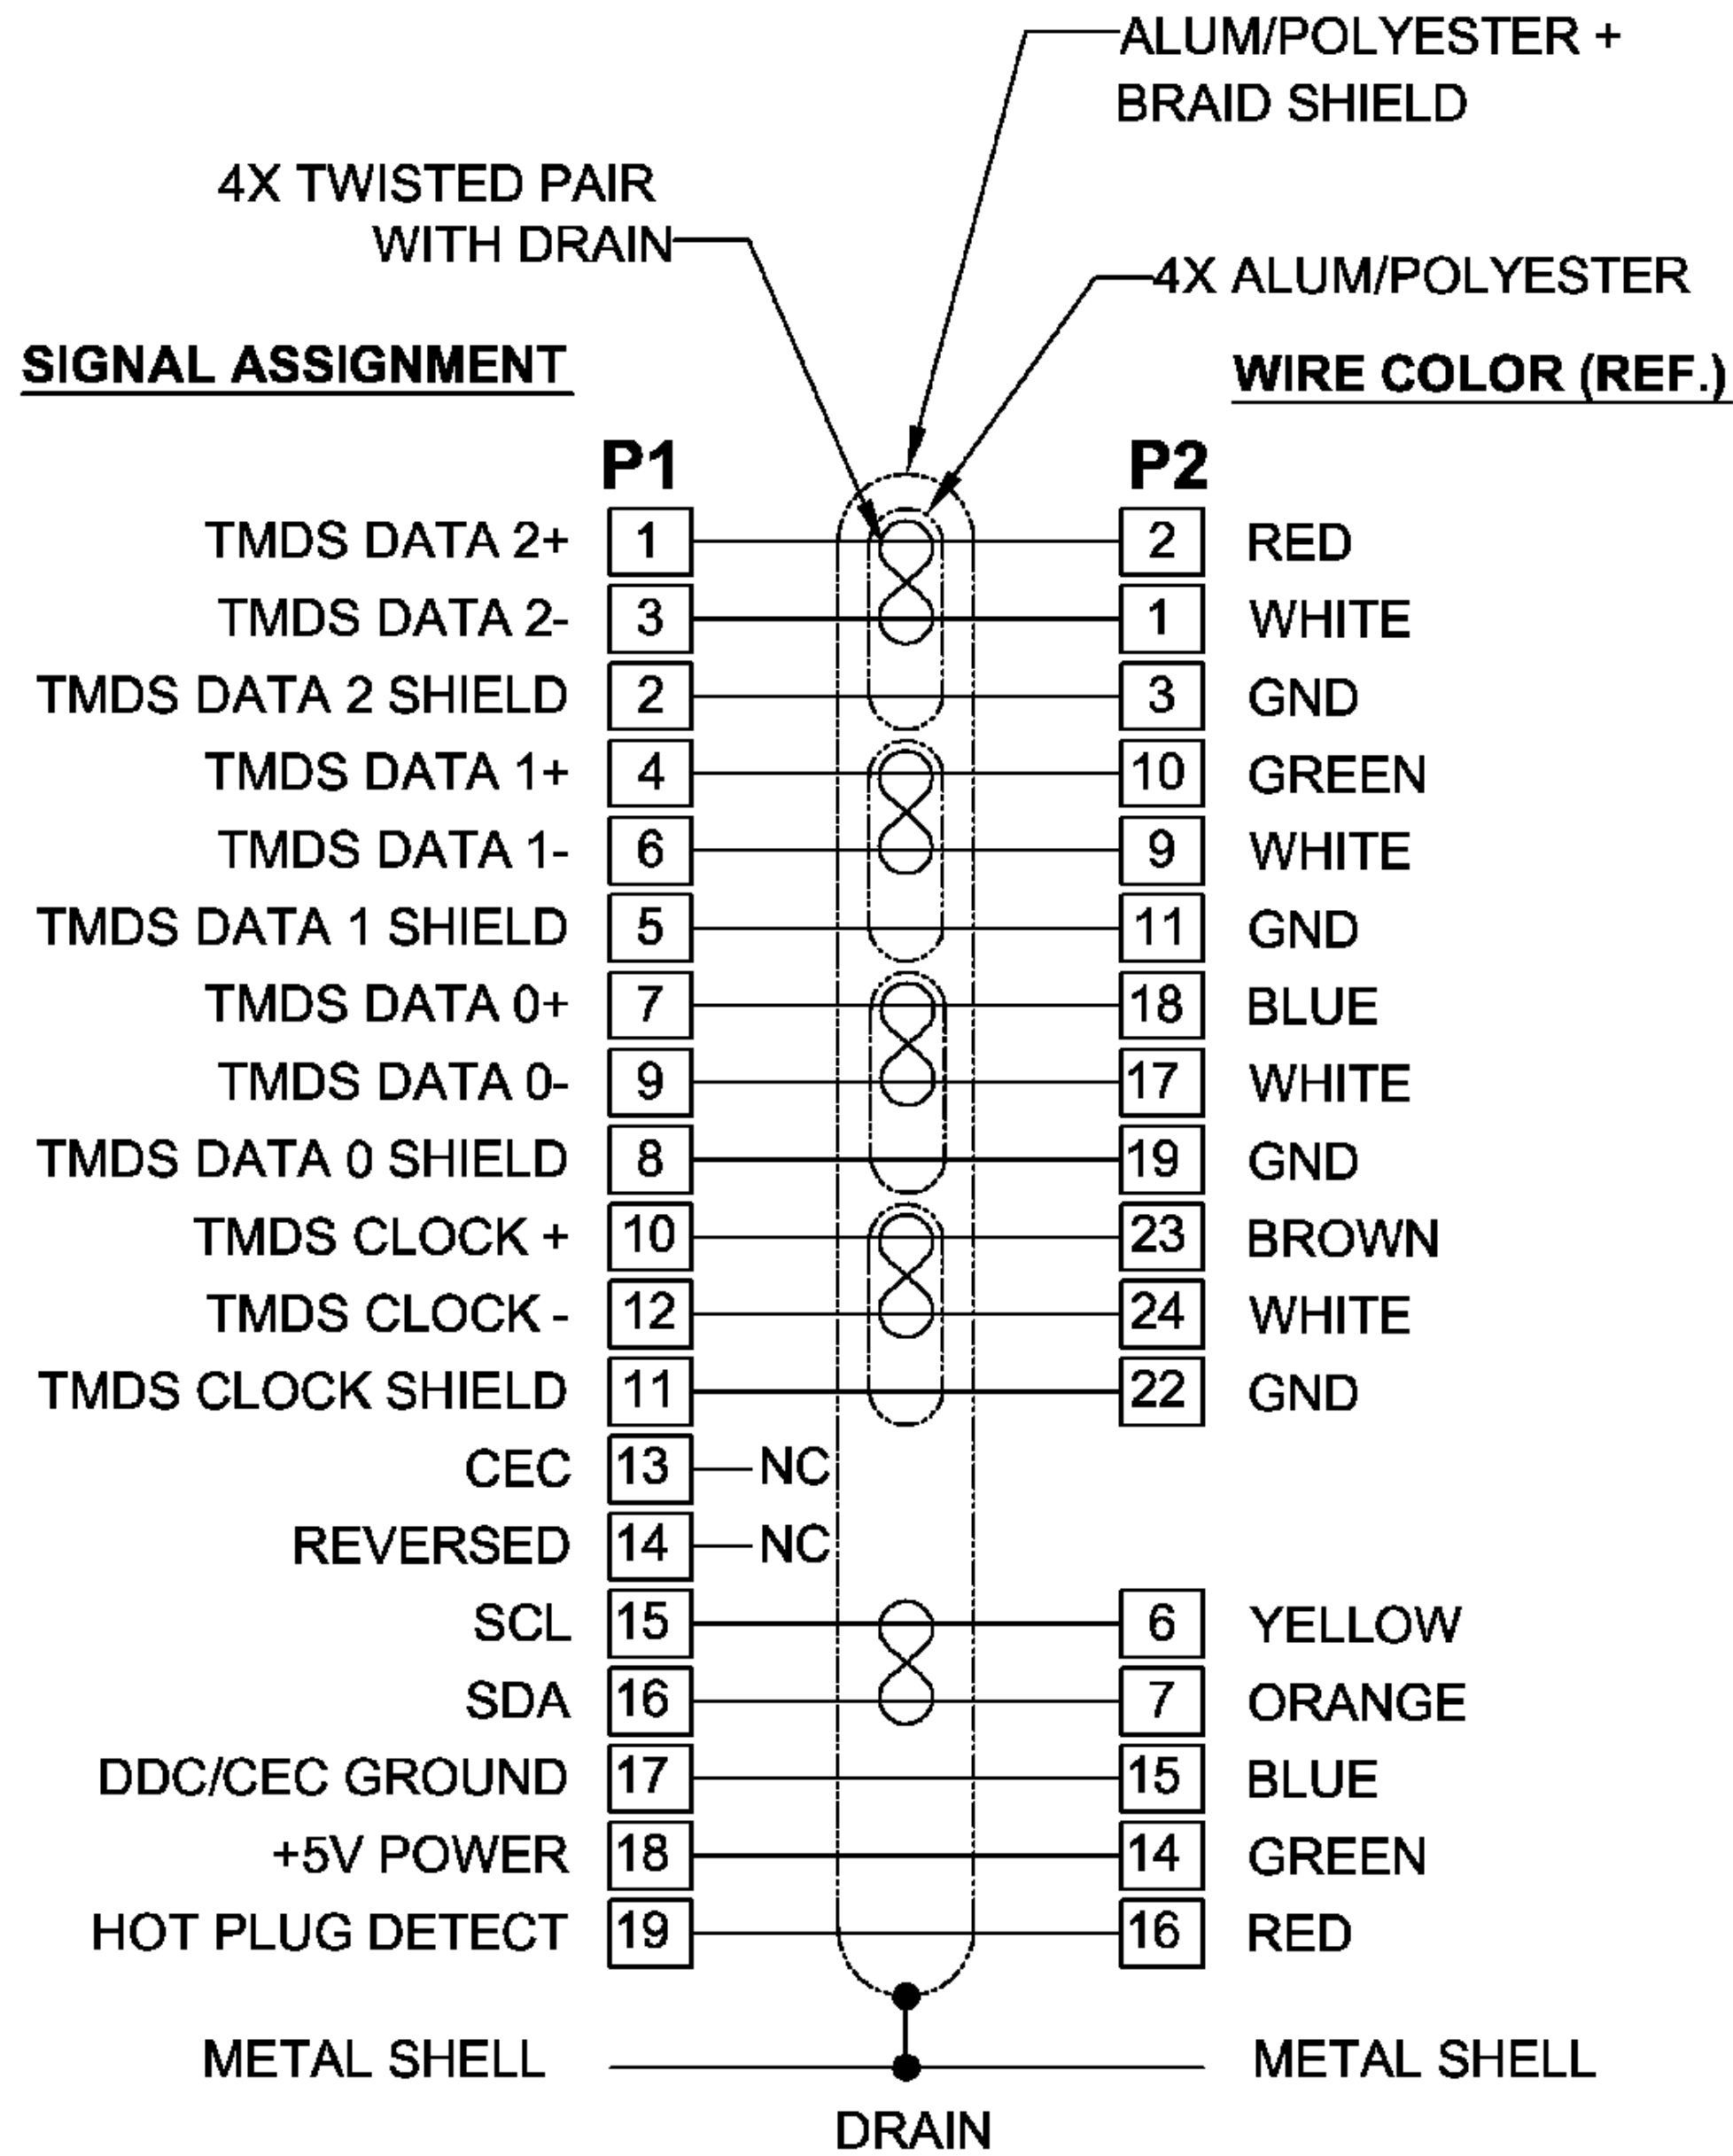 ALUM/POLYESTER +
BRAID SHIELD
4X TWISTED PAIR
WITH DRAIN
4X ALUM/POLYESTER
SIGNAL ASSIGNMENT
WIRE COLOR (REF.)
P1 P2
TMDS DATA 2+ 1 2 RED
TMDS DATA 2- 3 1 WHITE
TMDS DATA 2 SHIELD 2 3 GND
TMDS DATA 1+ 4 10 GREEN
TMDS DATA 1- 6 9 WHITE
TMDS DATA 1 SHIELD 5 11 GND
TMDS DATA 0+ 7 18 BLUE
TMDS DATA 0- 9 17 WHITE
TMDS DATA 0 SHIELD 8 19 GND
TMDS CLOCK + 10 23 BROWN
TMDS CLOCK - 12 24 WHITE
TMDS CLOCK SHIELD 11 22 GND
CEC 13 NC
REVERSED 14 NC
SCL 15 6 YELLOW
SDA 16 7 ORANGE
DDC/CEC GROUND 17 15 BLUE
+5V POWER 18 14 GREEN
HOT PLUG DETECT 19 16 RED
METAL SHELL METAL SHELL
DRAIN